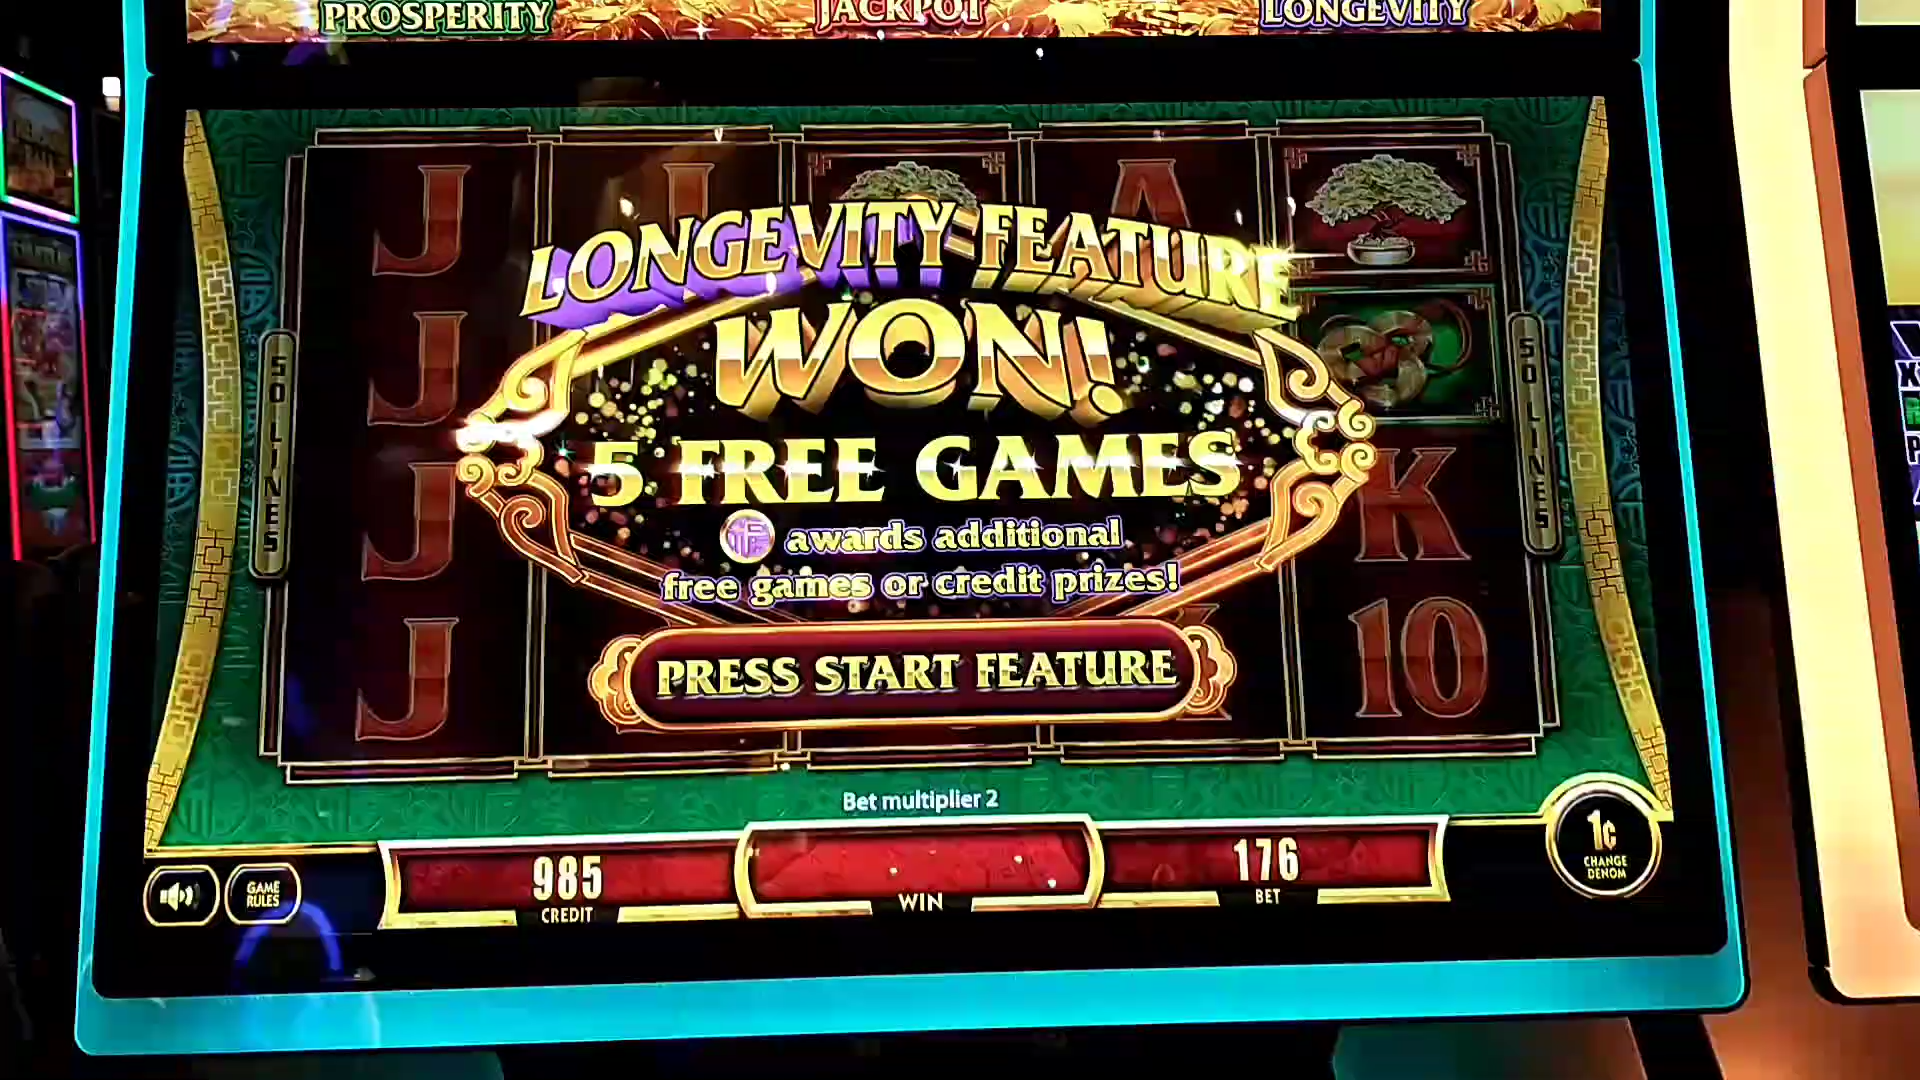 PROSPERITY
JACKPOT
LONGEVITY
LONGEVITY FEATURE
WON!
5 FREE GAMES
awards additional
free games or credit prizes!
PRESS START FEATURE
50 LINES
50 LINES
J
J
J
J
A
K
10
Bet multiplier 2
985
CREDIT
WIN
176
BET
1¢
CHANGE
DENOM
GAME
RULES